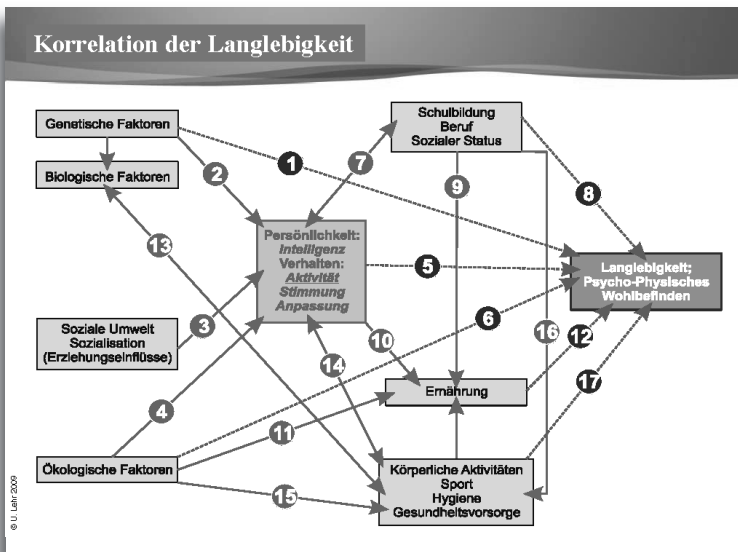 Korrelation der Langlebigkeit
Genetische Faktoren
Schulbildung
Beruf
Sozialer Status
1
2
7
Biologische Faktoren
9
8
13
Persönlichkeit:
Intelligenz
Verhalten:
Aktivität
Stimmung
Anpassung
5
Langlebigkeit;
Psycho-Physisches
Wohlbefinden
Soziale Umwelt
Sozialisation
(Erziehungseinflüsse)
3
6
10
16
12
14
17
4
Ernährung
11
Ökologische Faktoren
15
Körperliche Aktivitäten
Sport
Hygiene
Gesundheitsvorsorge
© U. Lehr 2009